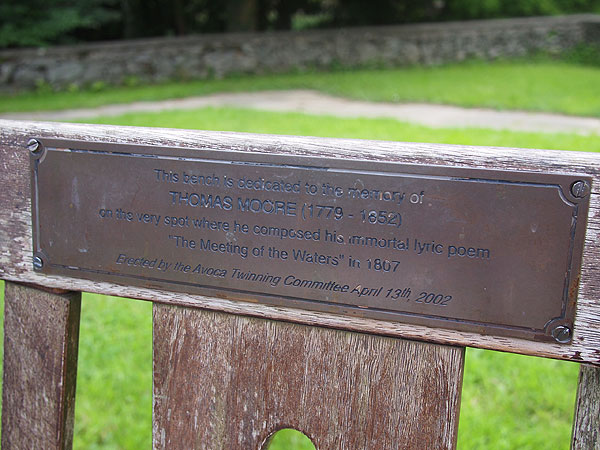 This bench is dedicated to the memory of
THOMAS MOORE (1779 - 1852)
on the very spot where he composed his immortal lyric poem
"The Meeting of the Waters" in 1807
Erected by the Avoca Twinning Committee April 13th, 2002